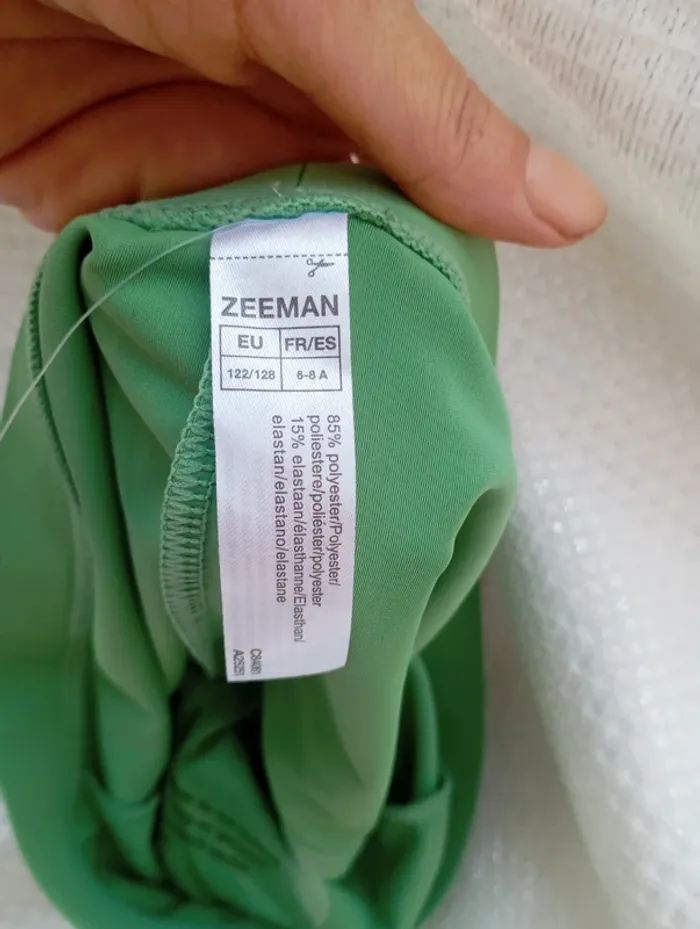 ZEEMAN
EU FR/ES
122/128 6-8 A
85% polyester/Polyester/
poliestere/poliéster/polyester
15% elastaan/élasthanne/Elasthan/
elastan/elastano/elastane